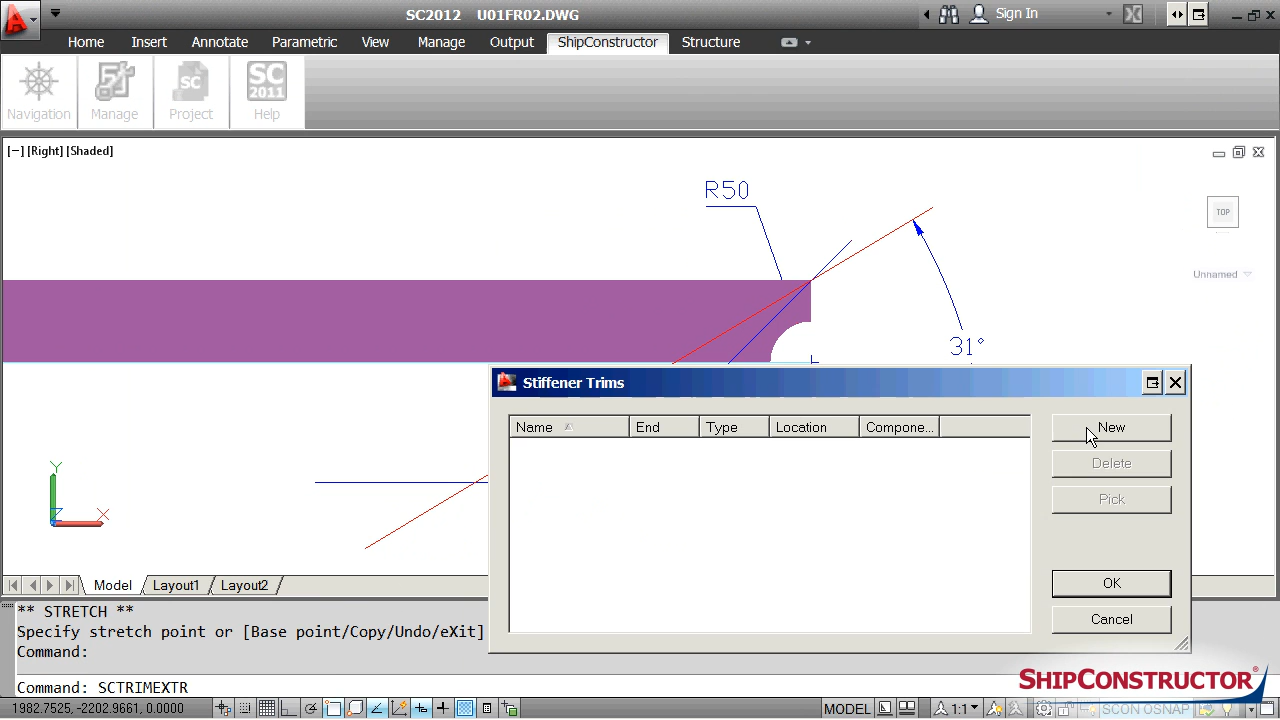 SC2012 U01FR02.DWG
Sign In
Home Insert Annotate Parametric View Manage Output ShipConstructor Structure
SC
SC 2011
Navigation Manage Project Help
[−] [Right] [Shaded]
R50
TOP
Unnamed
31°
Stiffener Trims
Name End Type Location Compone...
New
Delete
Pick
OK
Cancel
Y
X
Z
Model Layout1 Layout2
** STRETCH **
Specify stretch point or [Base point/Copy/Undo/eXit]
Command:
Command: SCTRIMEXTR
SHIPCONSTRUCTOR
1982.7525, -2202.9661, 0.0000 MODEL 1:1 SCON OSNAP